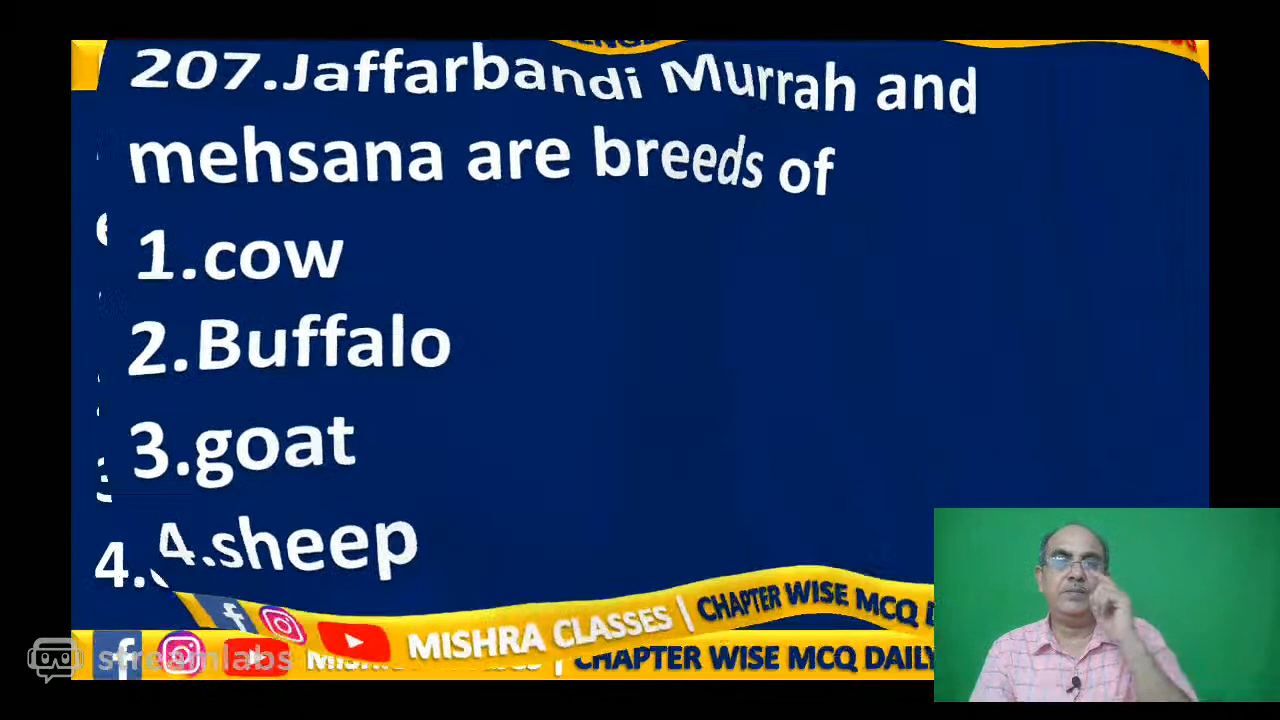 207.Jaffarbandi Murrah and
mehsana are breeds of
1.cow
2.Buffalo
3.goat
4.sheep
4.
MISHRA CLASSES | CHAPTER WISE MCQ
streamlabs
CHAPTER WISE MCQ DAILY